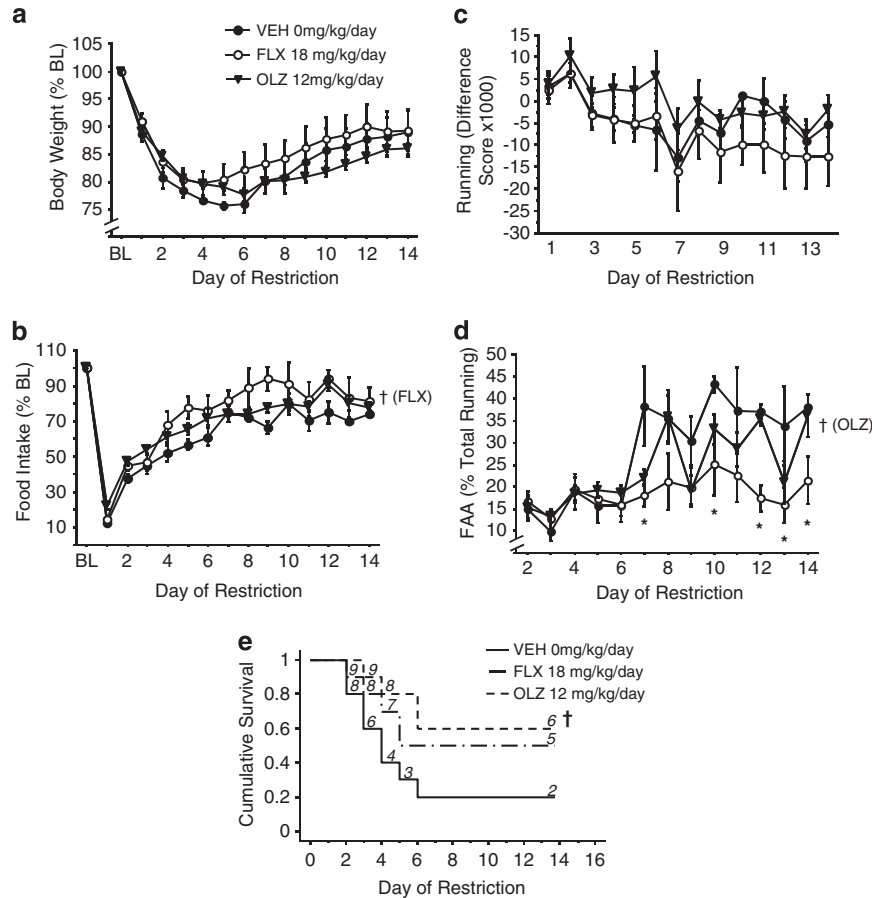 a
VEH 0mg/kg/day
FLX 18 mg/kg/day
OLZ 12mg/kg/day
Body Weight (% BL)
105
100
95
90
85
80
75
BL 2 4 6 8 10 12 14
Day of Restriction
c
Running (Difference
Score x1000)
15
10
5
0
-5
-10
-15
-20
-25
-30
1 3 5 7 9 11 13
Day of Restriction
b
Food Intake (% BL)
110
90
70
50
30
10
† (FLX)
BL 2 4 6 8 10 12 14
Day of Restriction
d
FAA (% Total Running)
50
45
40
35
30
25
20
15
10
† (OLZ)
* * * * *
2 4 6 8 10 12 14
Day of Restriction
e
VEH 0mg/kg/day
FLX 18 mg/kg/day
OLZ 12 mg/kg/day
Cumulative Survival
1
0.8
0.6
0.4
0.2
0
9 9
8 8 8
7
6
4
3
6 †
5
2
0 2 4 6 8 10 12 14 16
Day of Restriction